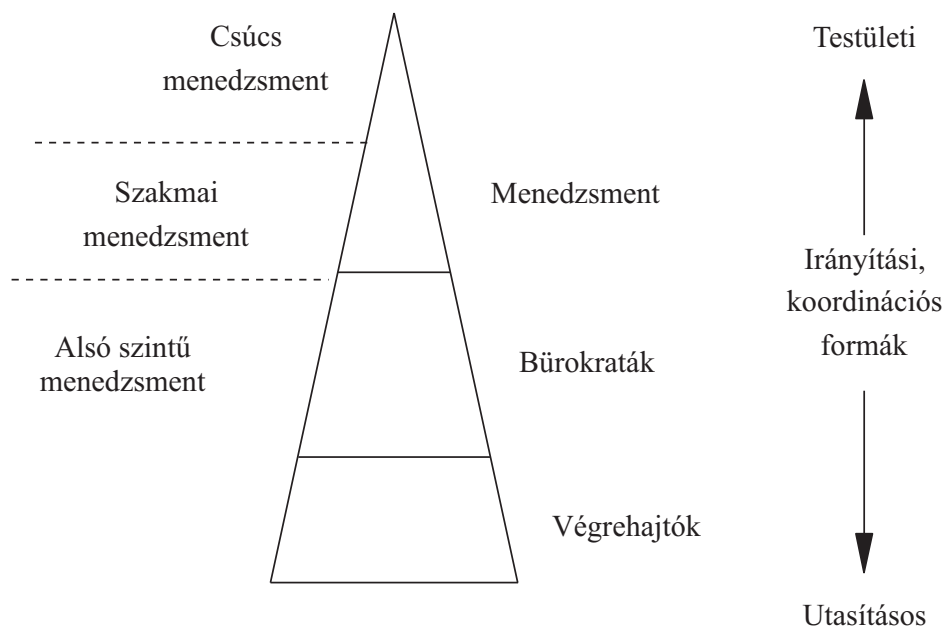 Csúcs
menedzsment
Testületi
Szakmai
menedzsment
Menedzsment
Irányítási,
koordinációs
formák
Alsó szintű
menedzsment
Bürokraták
Végrehajtók
Utasításos